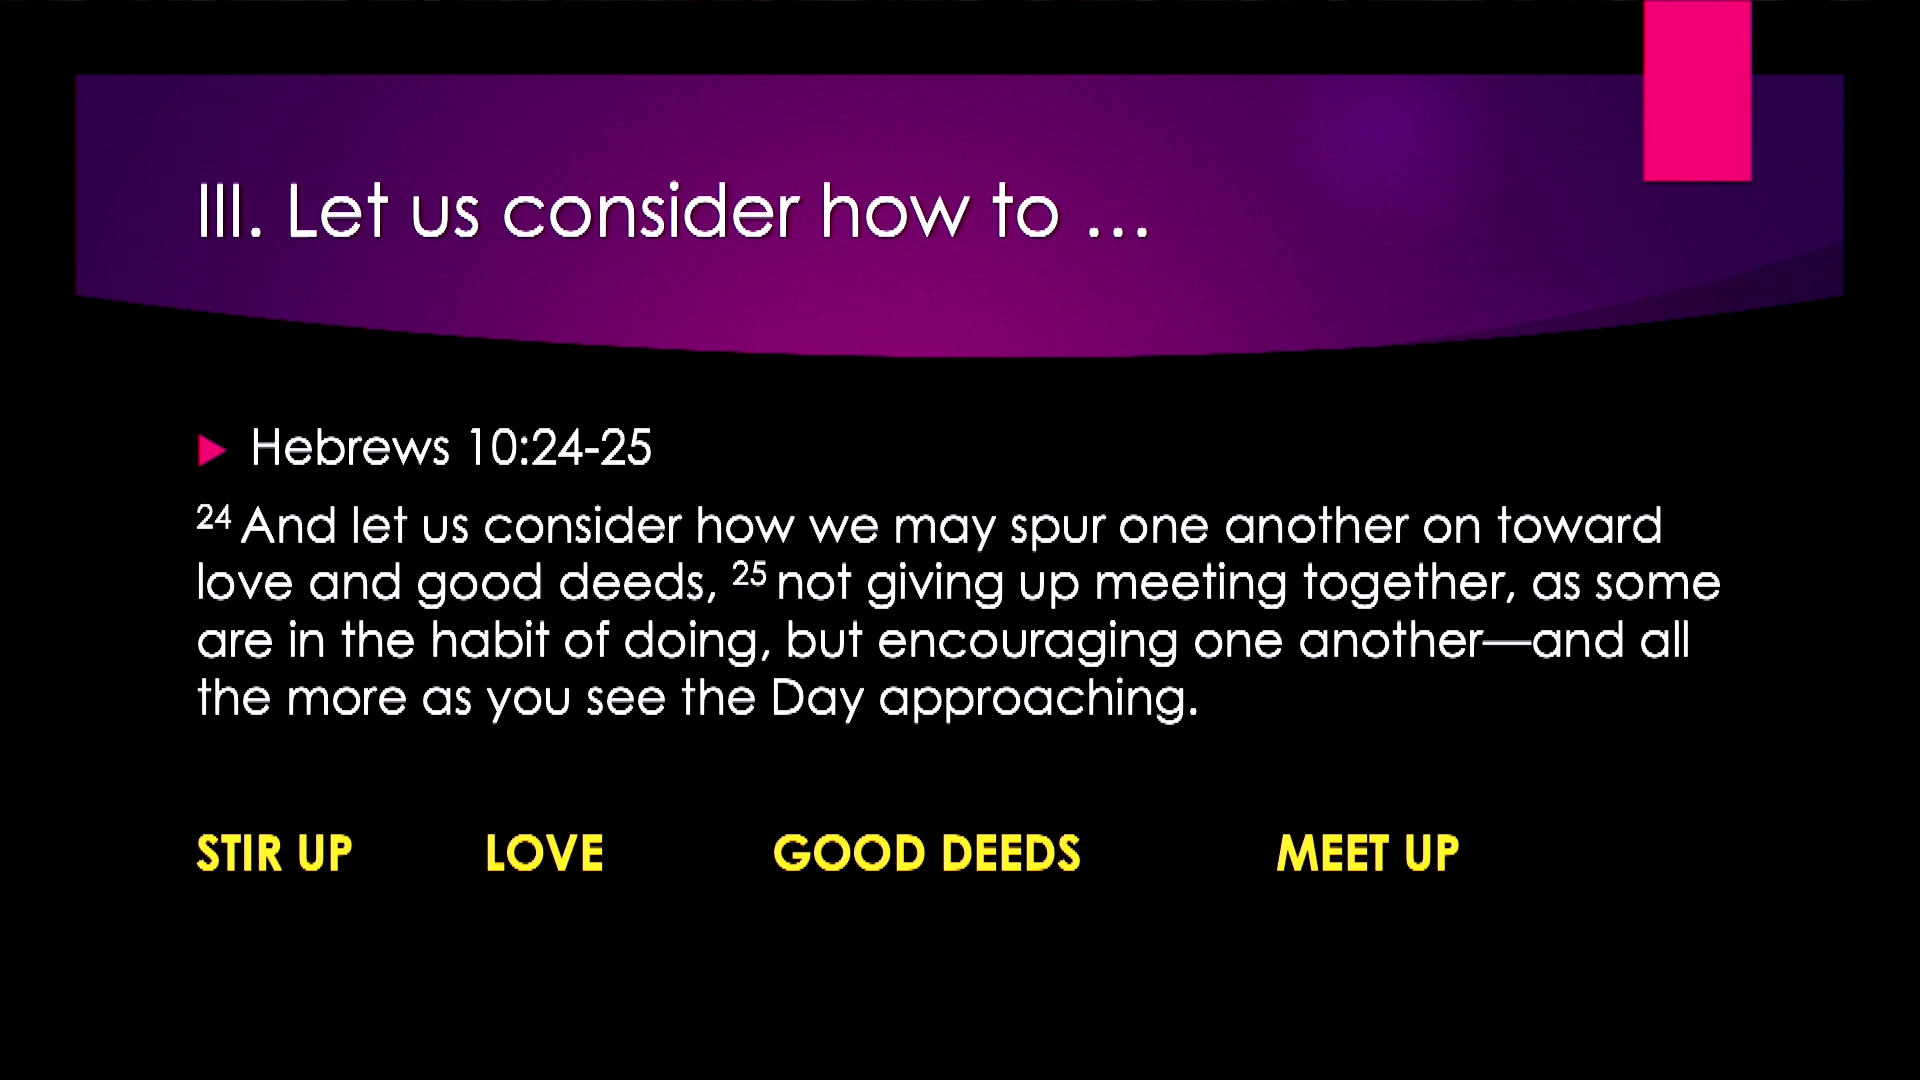 III. Let us consider how to …
Hebrews 10:24-25
24 And let us consider how we may spur one another on toward
love and good deeds, 25 not giving up meeting together, as some
are in the habit of doing, but encouraging one another—and all
the more as you see the Day approaching.
STIR UP LOVE GOOD DEEDS MEET UP